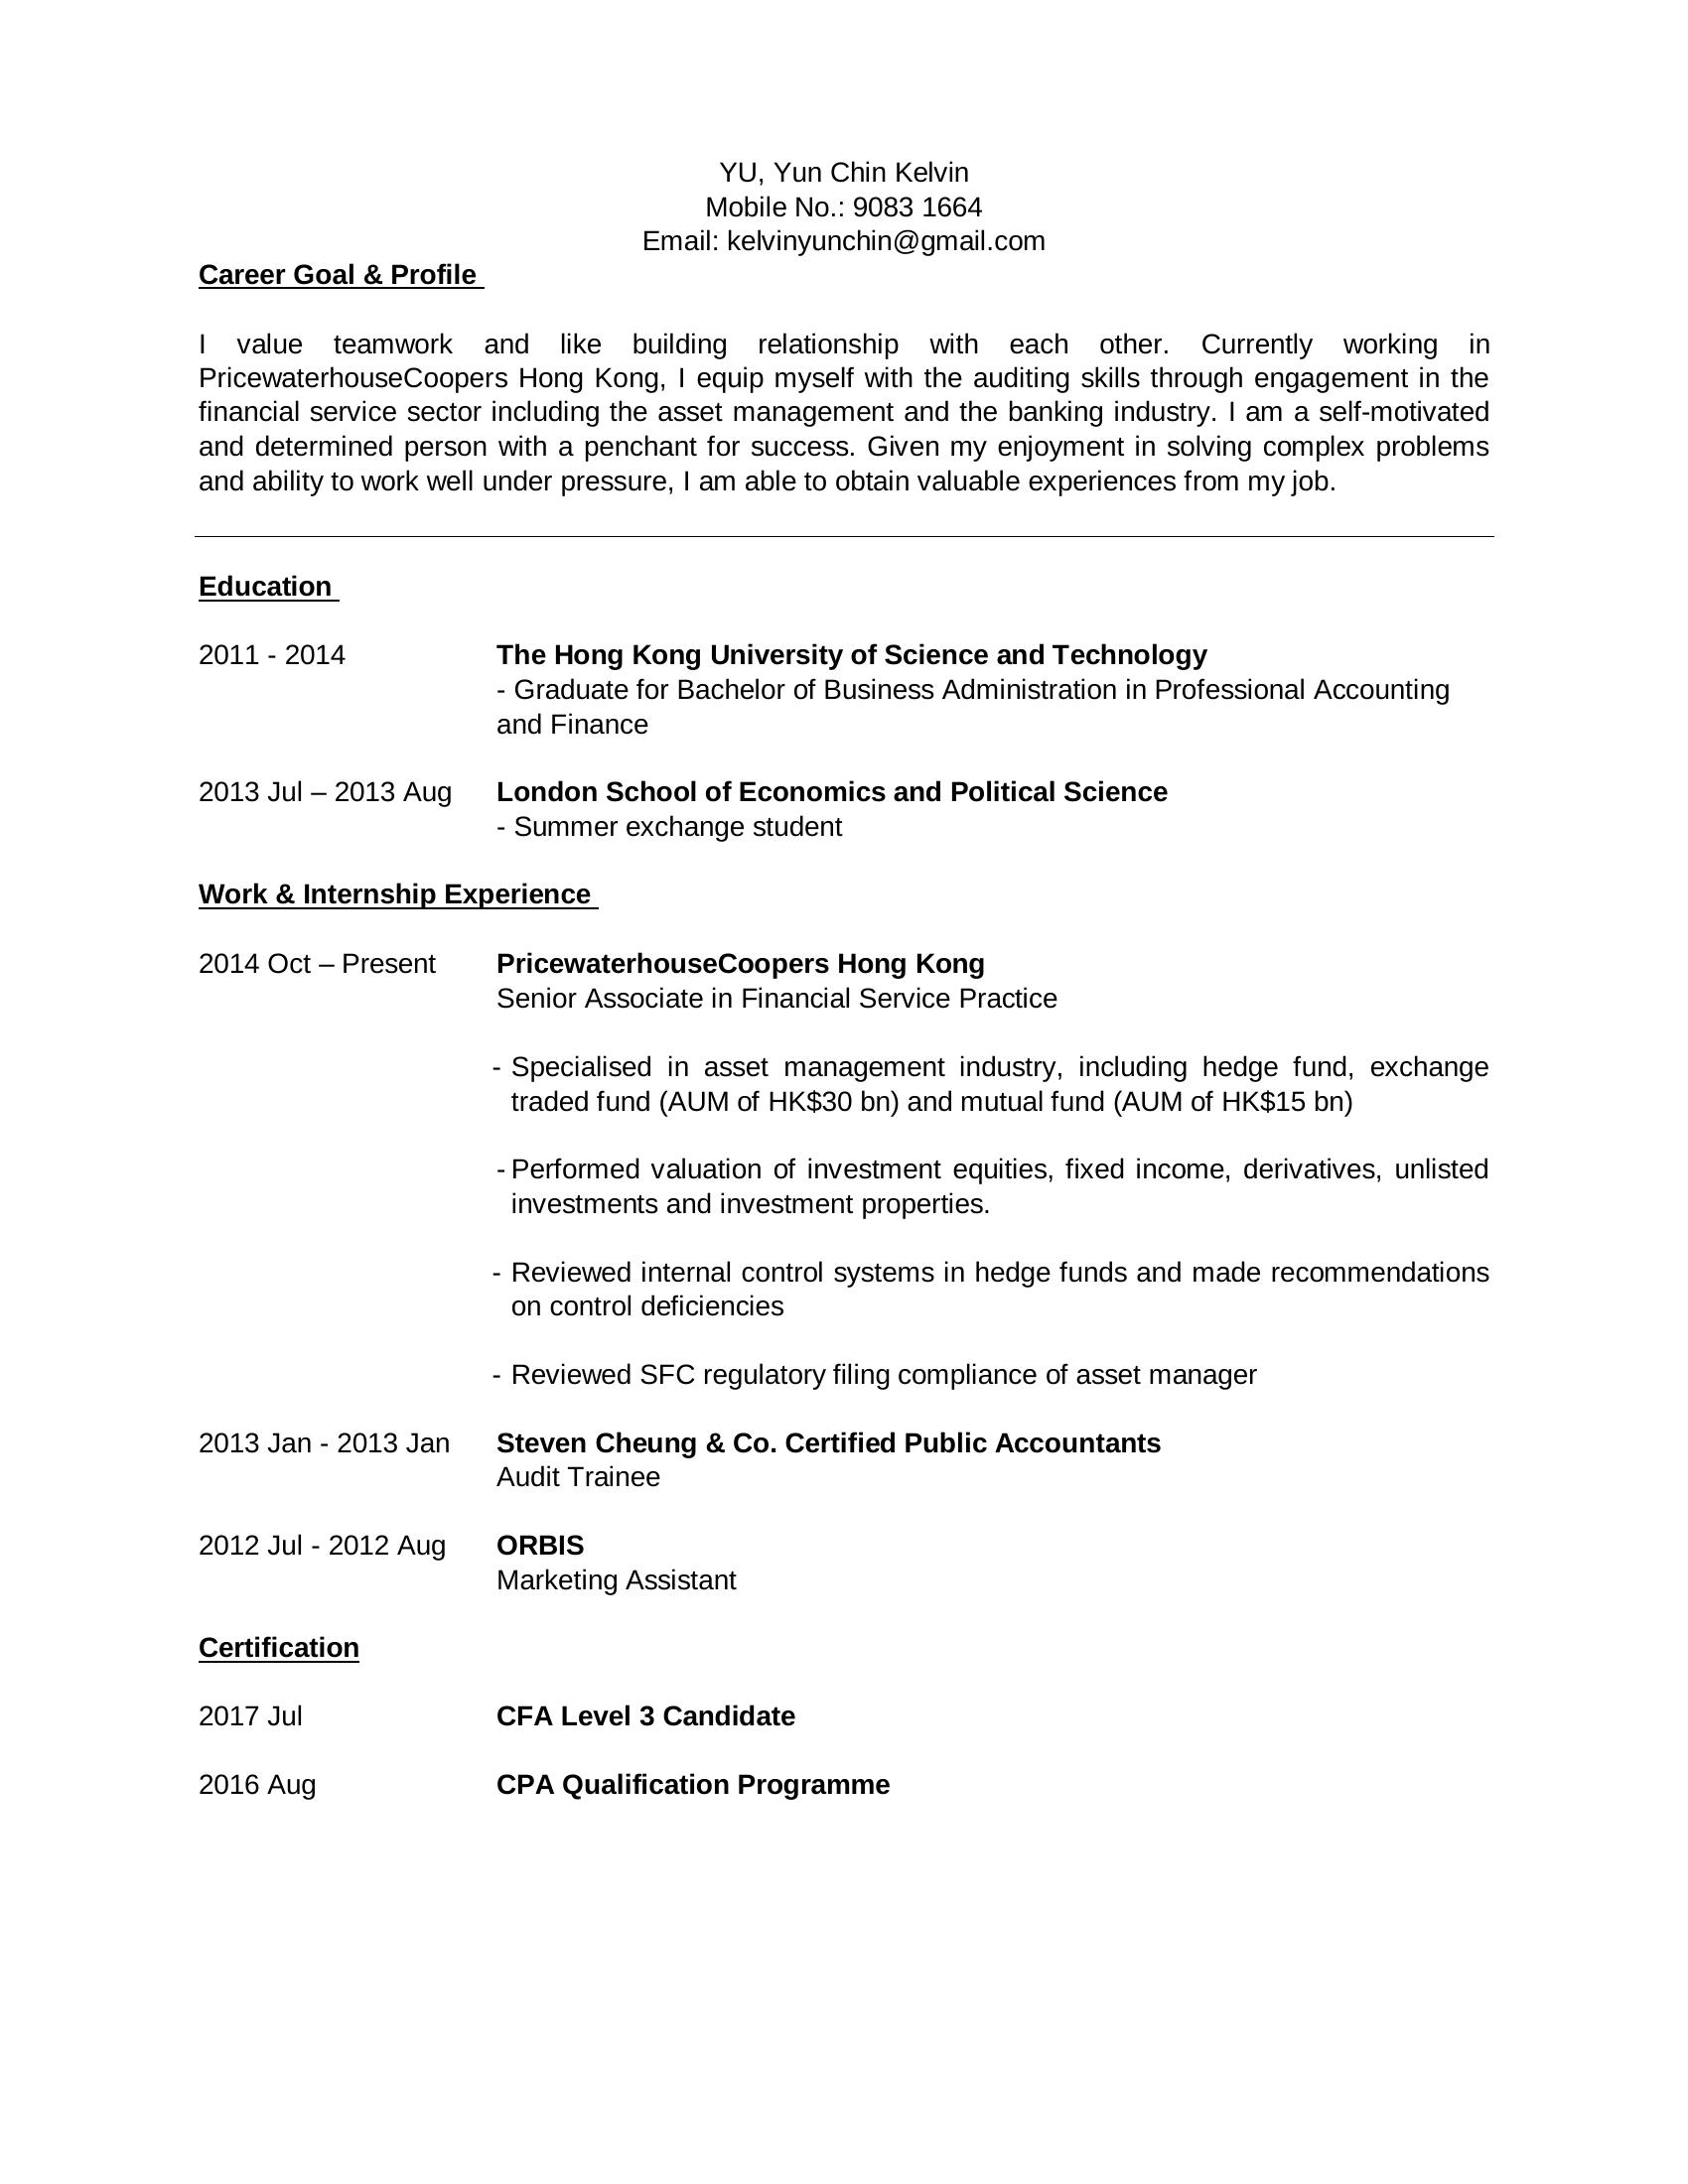 YU, Yun Chin Kelvin
Mobile No.: 9083 1664
Email: kelvinyunchin@gmail.com
Career Goal & Profile
I value teamwork and like building relationship with each other. Currently working in
PricewaterhouseCoopers Hong Kong, I equip myself with the auditing skills through engagement in the
financial service sector including the asset management and the banking industry. I am a self-motivated
and determined person with a penchant for success. Given my enjoyment in solving complex problems
and ability to work well under pressure, I am able to obtain valuable experiences from my job.
Education
2011 - 2014 The Hong Kong University of Science and Technology
- Graduate for Bachelor of Business Administration in Professional Accounting
and Finance
2013 Jul – 2013 Aug London School of Economics and Political Science
- Summer exchange student
Work & Internship Experience
2014 Oct – Present PricewaterhouseCoopers Hong Kong
Senior Associate in Financial Service Practice
- Specialised in asset management industry, including hedge fund, exchange
traded fund (AUM of HK$30 bn) and mutual fund (AUM of HK$15 bn)
- Performed valuation of investment equities, fixed income, derivatives, unlisted
investments and investment properties.
- Reviewed internal control systems in hedge funds and made recommendations
on control deficiencies
- Reviewed SFC regulatory filing compliance of asset manager
2013 Jan - 2013 Jan Steven Cheung & Co. Certified Public Accountants
Audit Trainee
2012 Jul - 2012 Aug ORBIS
Marketing Assistant
Certification
2017 Jul CFA Level 3 Candidate
2016 Aug CPA Qualification Programme